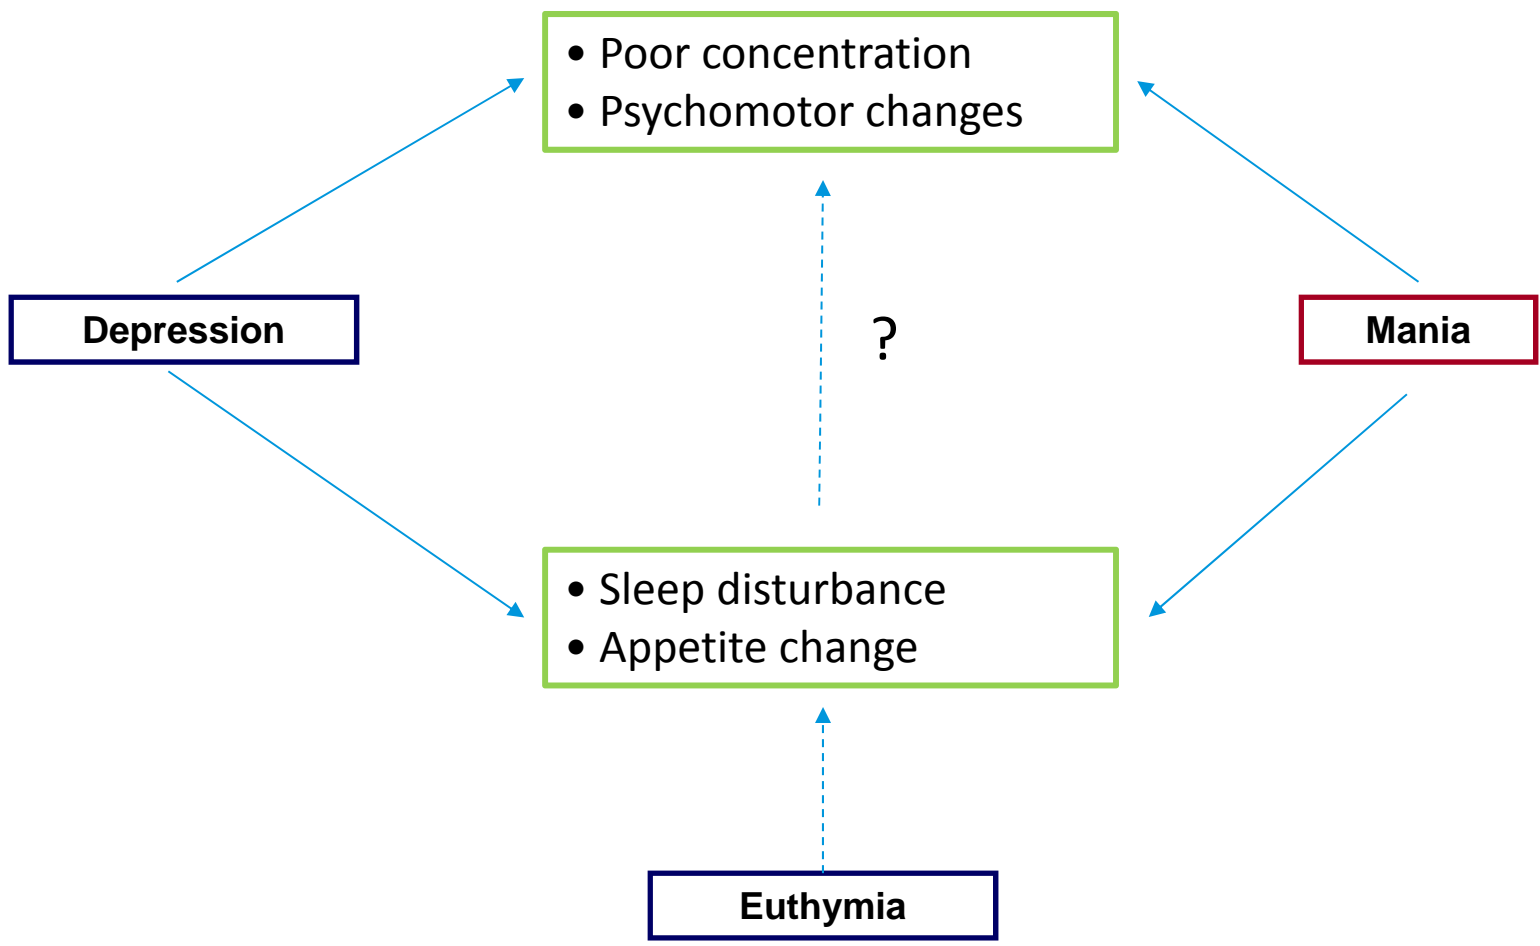 • Poor concentration
• Psychomotor changes
Depression
?
Mania
• Sleep disturbance
• Appetite change
Euthymia